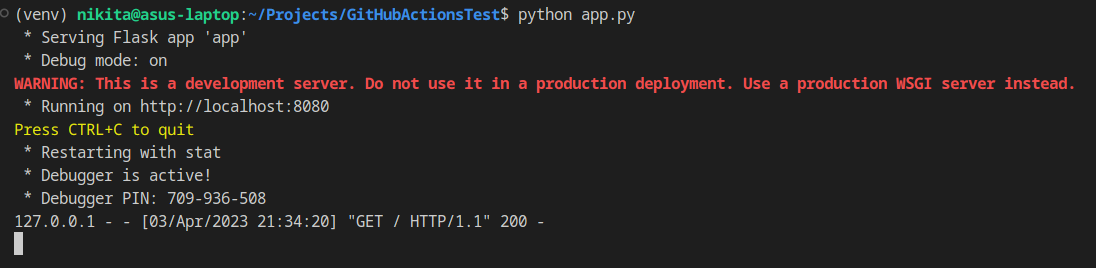 (venv) nikita@asus-laptop:~/Projects/GitHubActionsTest$ python app.py
* Serving Flask app 'app'
* Debug mode: on
WARNING: This is a development server. Do not use it in a production deployment. Use a production WSGI server instead.
* Running on http://localhost:8080
Press CTRL+C to quit
* Restarting with stat
* Debugger is active!
* Debugger PIN: 709-936-508
127.0.0.1 - - [03/Apr/2023 21:34:20] "GET / HTTP/1.1" 200 -